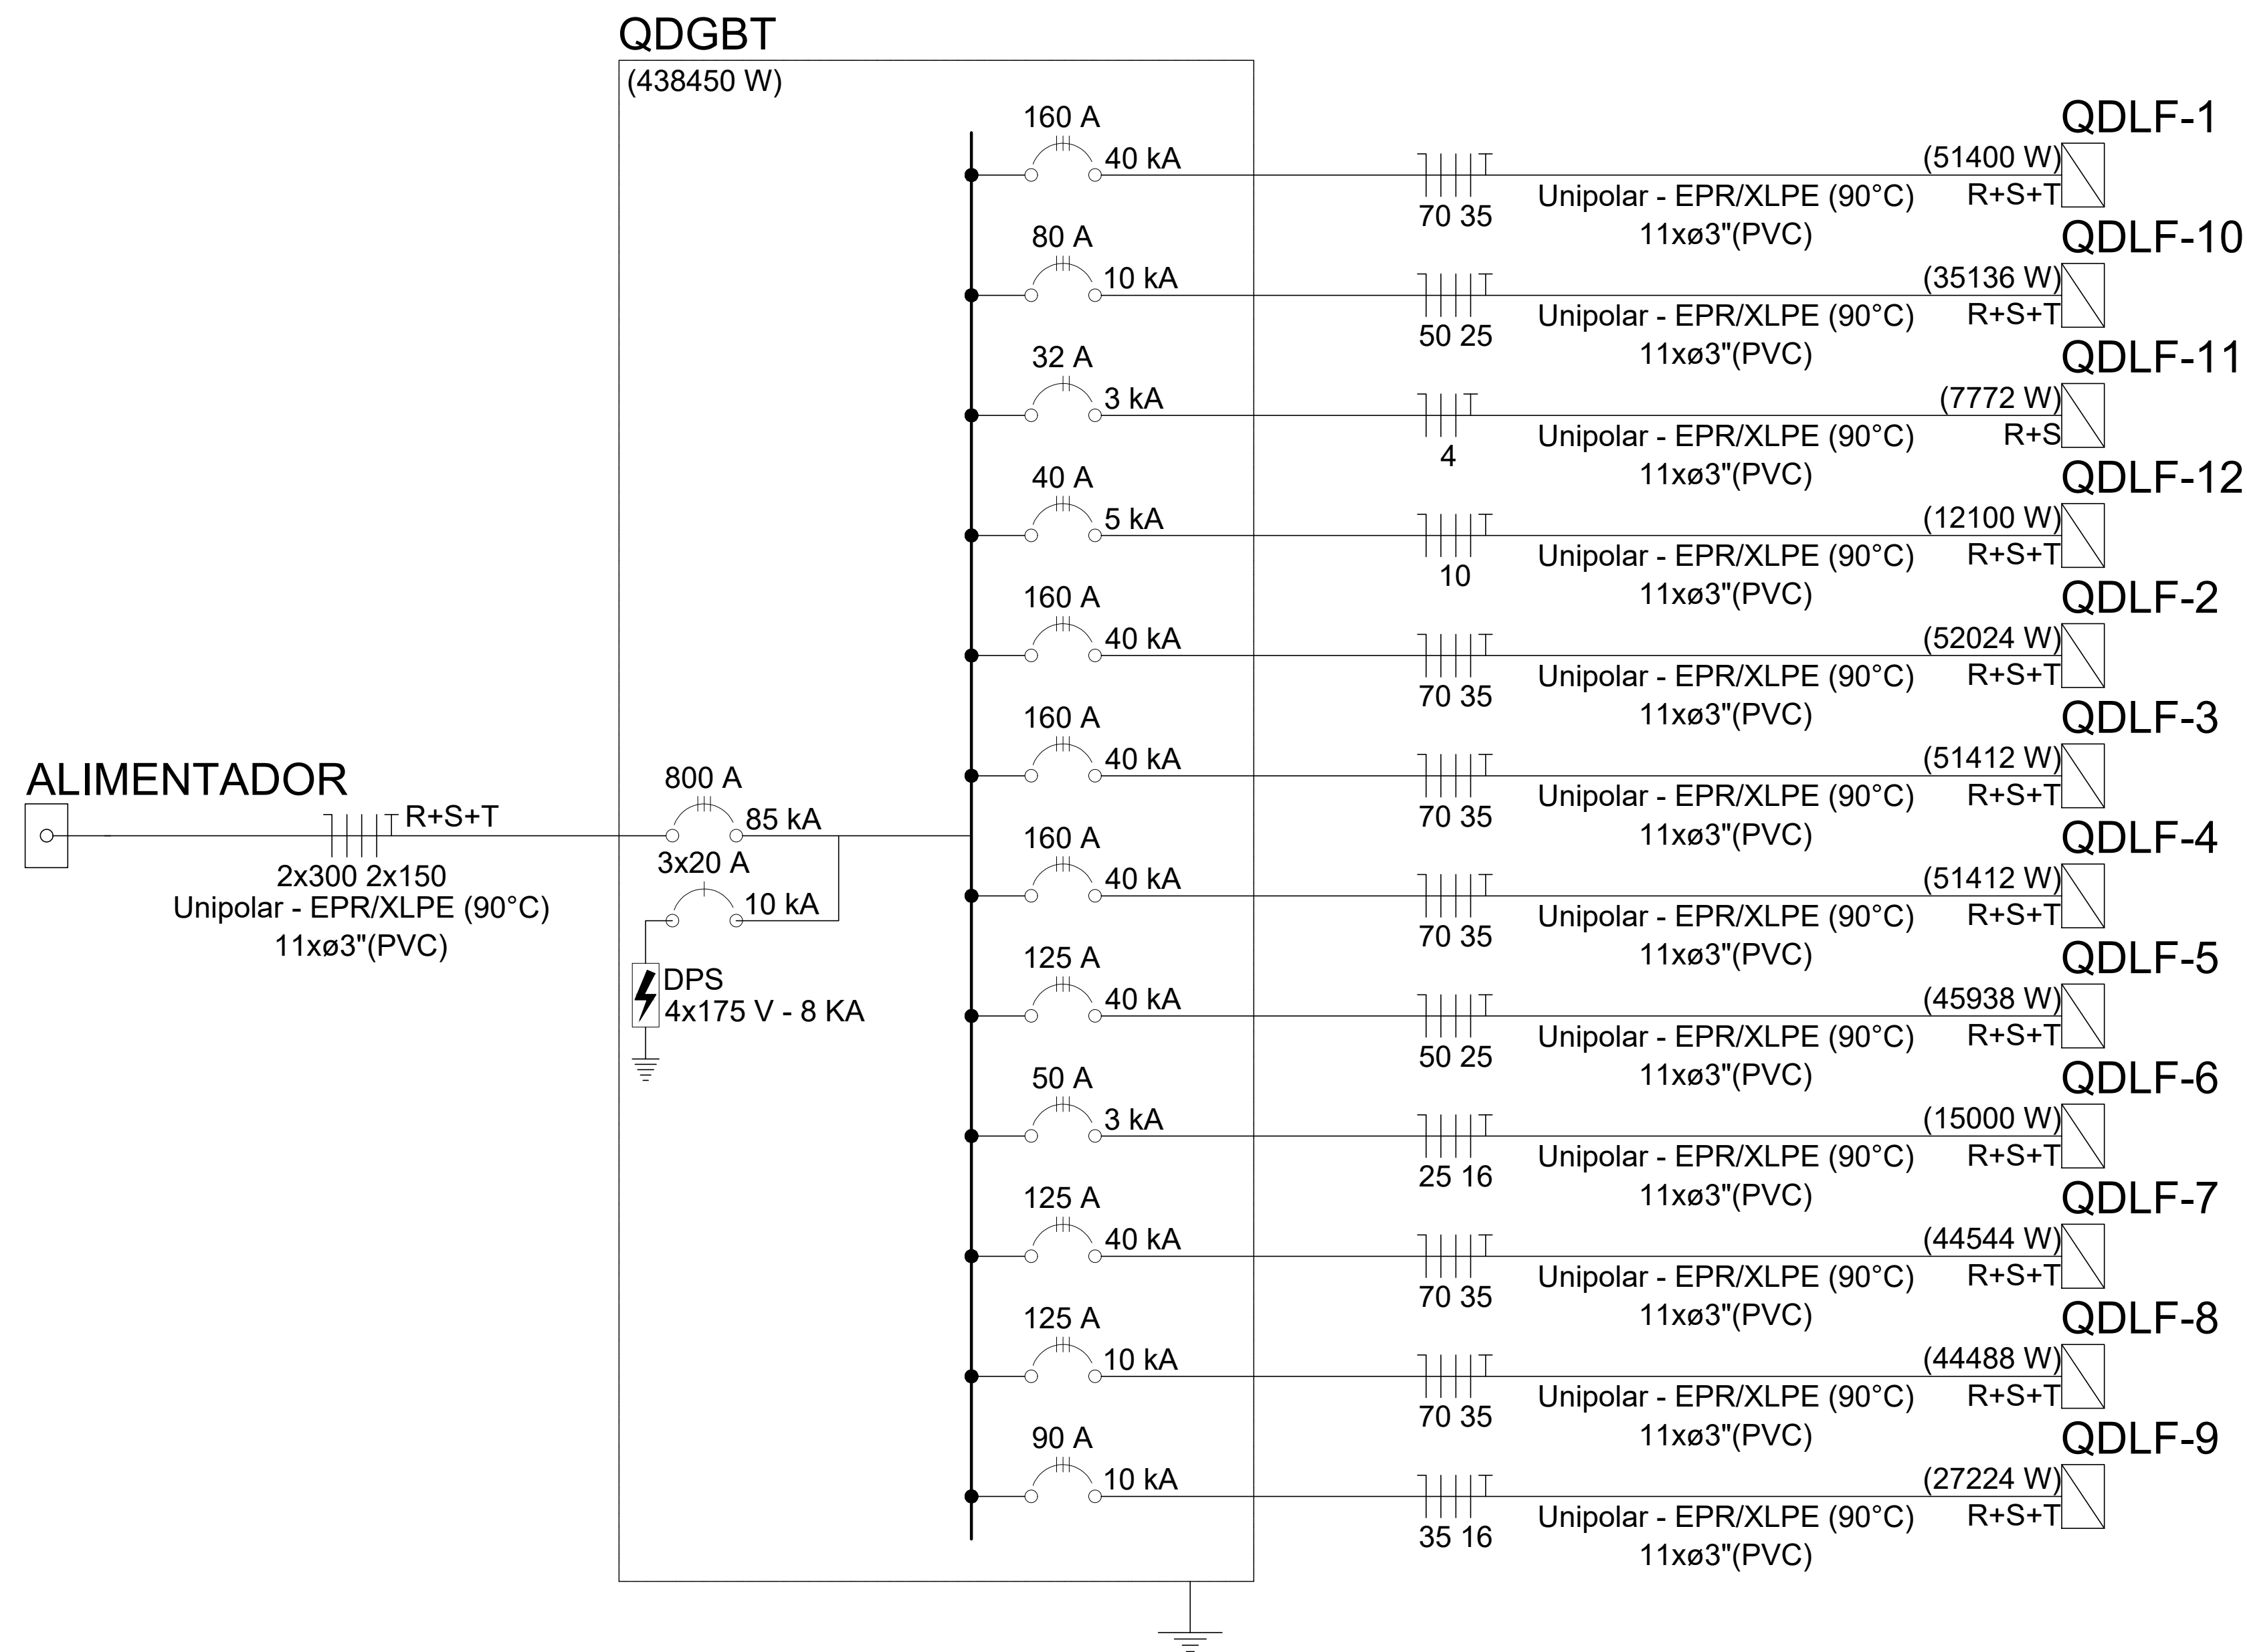 QDGBT
(438450 W)
ALIMENTADOR
R+S+T
2x300 2x150
Unipolar - EPR/XLPE (90°C)
11xø3"(PVC)
800 A
85 kA
3x20 A
10 kA
DPS
4x175 V - 8 KA
160 A
40 kA
70 35
Unipolar - EPR/XLPE (90°C)
11xø3"(PVC)
(51400 W)
R+S+T
QDLF-1
80 A
10 kA
50 25
Unipolar - EPR/XLPE (90°C)
11xø3"(PVC)
(35136 W)
R+S+T
QDLF-10
32 A
3 kA
4
Unipolar - EPR/XLPE (90°C)
11xø3"(PVC)
(7772 W)
R+S
QDLF-11
40 A
5 kA
10
Unipolar - EPR/XLPE (90°C)
11xø3"(PVC)
(12100 W)
R+S+T
QDLF-12
160 A
40 kA
70 35
Unipolar - EPR/XLPE (90°C)
11xø3"(PVC)
(52024 W)
R+S+T
QDLF-2
160 A
40 kA
70 35
Unipolar - EPR/XLPE (90°C)
11xø3"(PVC)
(51412 W)
R+S+T
QDLF-3
160 A
40 kA
70 35
Unipolar - EPR/XLPE (90°C)
11xø3"(PVC)
(51412 W)
R+S+T
QDLF-4
125 A
40 kA
50 25
Unipolar - EPR/XLPE (90°C)
11xø3"(PVC)
(45938 W)
R+S+T
QDLF-5
50 A
3 kA
25 16
Unipolar - EPR/XLPE (90°C)
11xø3"(PVC)
(15000 W)
R+S+T
QDLF-6
125 A
40 kA
70 35
Unipolar - EPR/XLPE (90°C)
11xø3"(PVC)
(44544 W)
R+S+T
QDLF-7
125 A
10 kA
70 35
Unipolar - EPR/XLPE (90°C)
11xø3"(PVC)
(44488 W)
R+S+T
QDLF-8
90 A
10 kA
35 16
Unipolar - EPR/XLPE (90°C)
11xø3"(PVC)
(27224 W)
R+S+T
QDLF-9